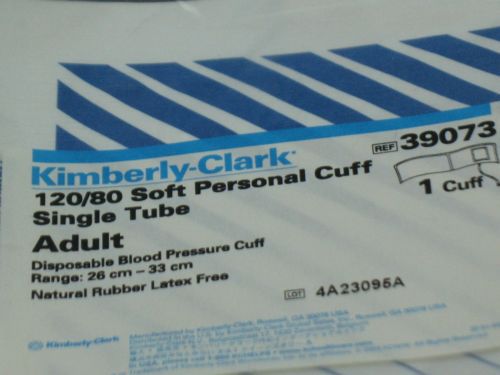 Kimberly-Clark*
REF 39073
120/80 Soft Personal Cuff
Single Tube
1 Cuff
Adult
Disposable Blood Pressure Cuff
Range: 26 cm – 33 cm
Natural Rubber Latex Free
LOT 4A23095A
Kimberly-Clark